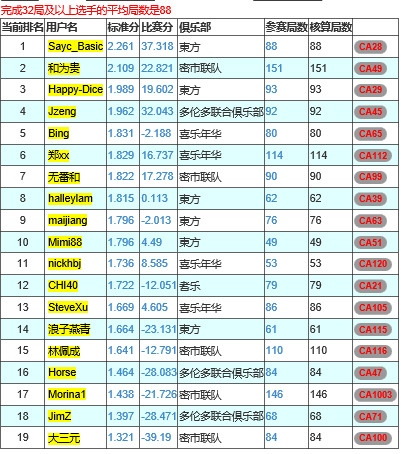 完成32局及以上选手的平均局数是88
当前排名 用户名 标准分 比赛分 俱乐部 参赛局数 核算局数
1 Sayc_Basic 2.261 37.318 東方 88 88 CA28
2 和为贵 2.109 22.821 密市联队 151 151 CA49
3 Happy-Dice 1.989 19.602 東方 93 93 CA29
4 Jzeng 1.962 32.043 多伦多联合俱乐部 92 92 CA45
5 Bing 1.831 -2.188 喜乐年华 80 80 CA65
6 郑xx 1.829 16.737 喜乐年华 114 114 CA112
7 无番和 1.822 17.278 密市联队 90 90 CA99
8 halleylam 1.815 0.113 東方 62 62 CA39
9 maijiang 1.796 -2.013 東方 76 76 CA63
10 Mimi88 1.796 4.49 東方 49 49 CA51
11 nickhbj 1.736 8.585 喜乐年华 53 53 CA120
12 CHI40 1.722 -12.051 者乐 79 79 CA21
13 SteveXu 1.669 4.605 喜乐年华 86 86 CA105
14 浪子燕青 1.664 -23.131 東方 61 61 CA115
15 林佩成 1.641 -12.791 密市联队 110 110 CA116
16 Horse 1.464 -28.083 多伦多联合俱乐部 84 84 CA47
17 Morina1 1.438 -21.726 密市联队 146 146 CA1003
18 JimZ 1.397 -28.471 多伦多联合俱乐部 68 68 CA71
19 大三元 1.321 -39.19 密市联队 84 84 CA100